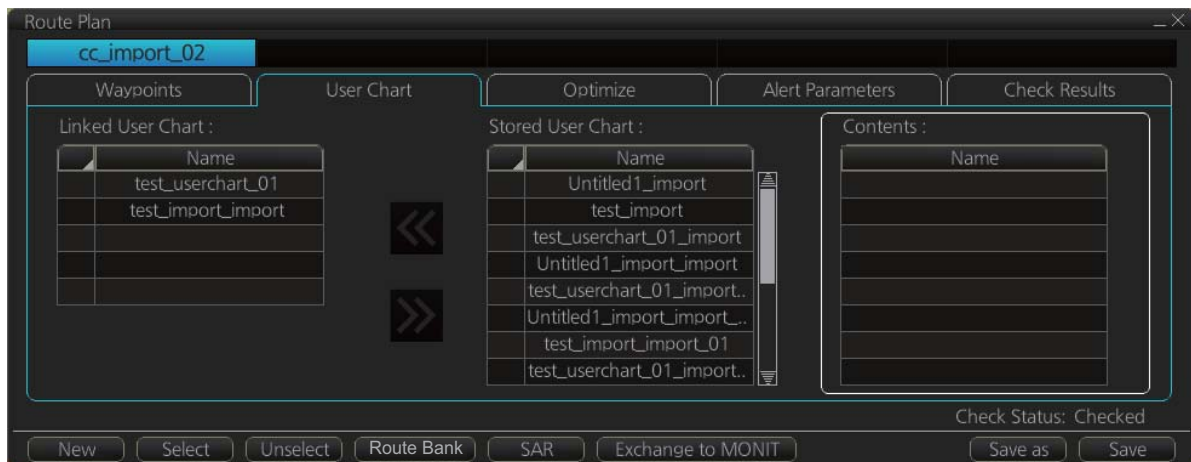 Route Plan
cc_import_02
Waypoints User Chart Optimize Alert Parameters Check Results
Linked User Chart :
Name
test_userchart_01
test_import_import
Stored User Chart :
Name
Untitled1_import
test_import
test_userchart_01_import
Untitled1_import_import
test_userchart_01_import..
Untitled1_import_import_..
test_import_import_01
test_userchart_01_import..
Contents :
Name
Check Status: Checked
New Select Unselect Route Bank SAR Exchange to MONIT Save as Save